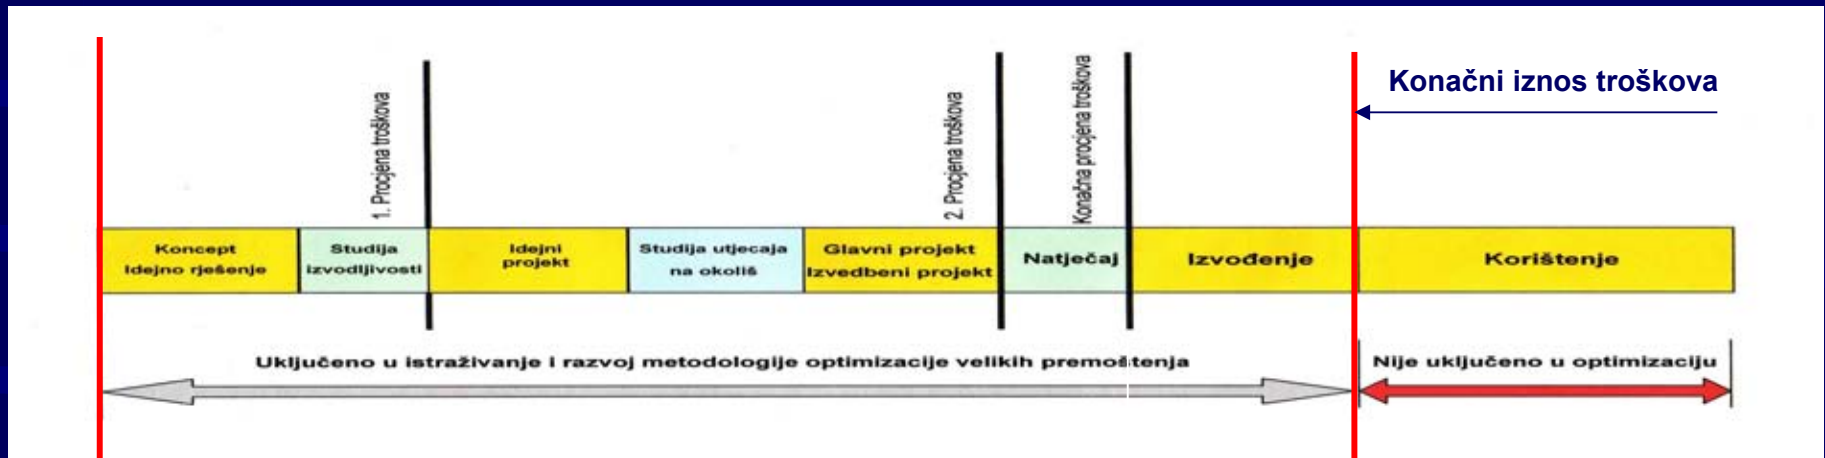 Konačni iznos troškova
1. Procjena troškova
2. Procjena troškova
Konačna procjena troškova
Koncept
Idejno rješenje
Studija
izvodljivosti
Idejni
projekt
Studija utjecaja
na okoliš
Glavni projekt
Izvedbeni projekt
Natječaj
Izvođenje
Korištenje
Uključeno u istraživanje i razvoj metodologije optimizacije velikih premoštenja
Nije uključeno u optimizaciju